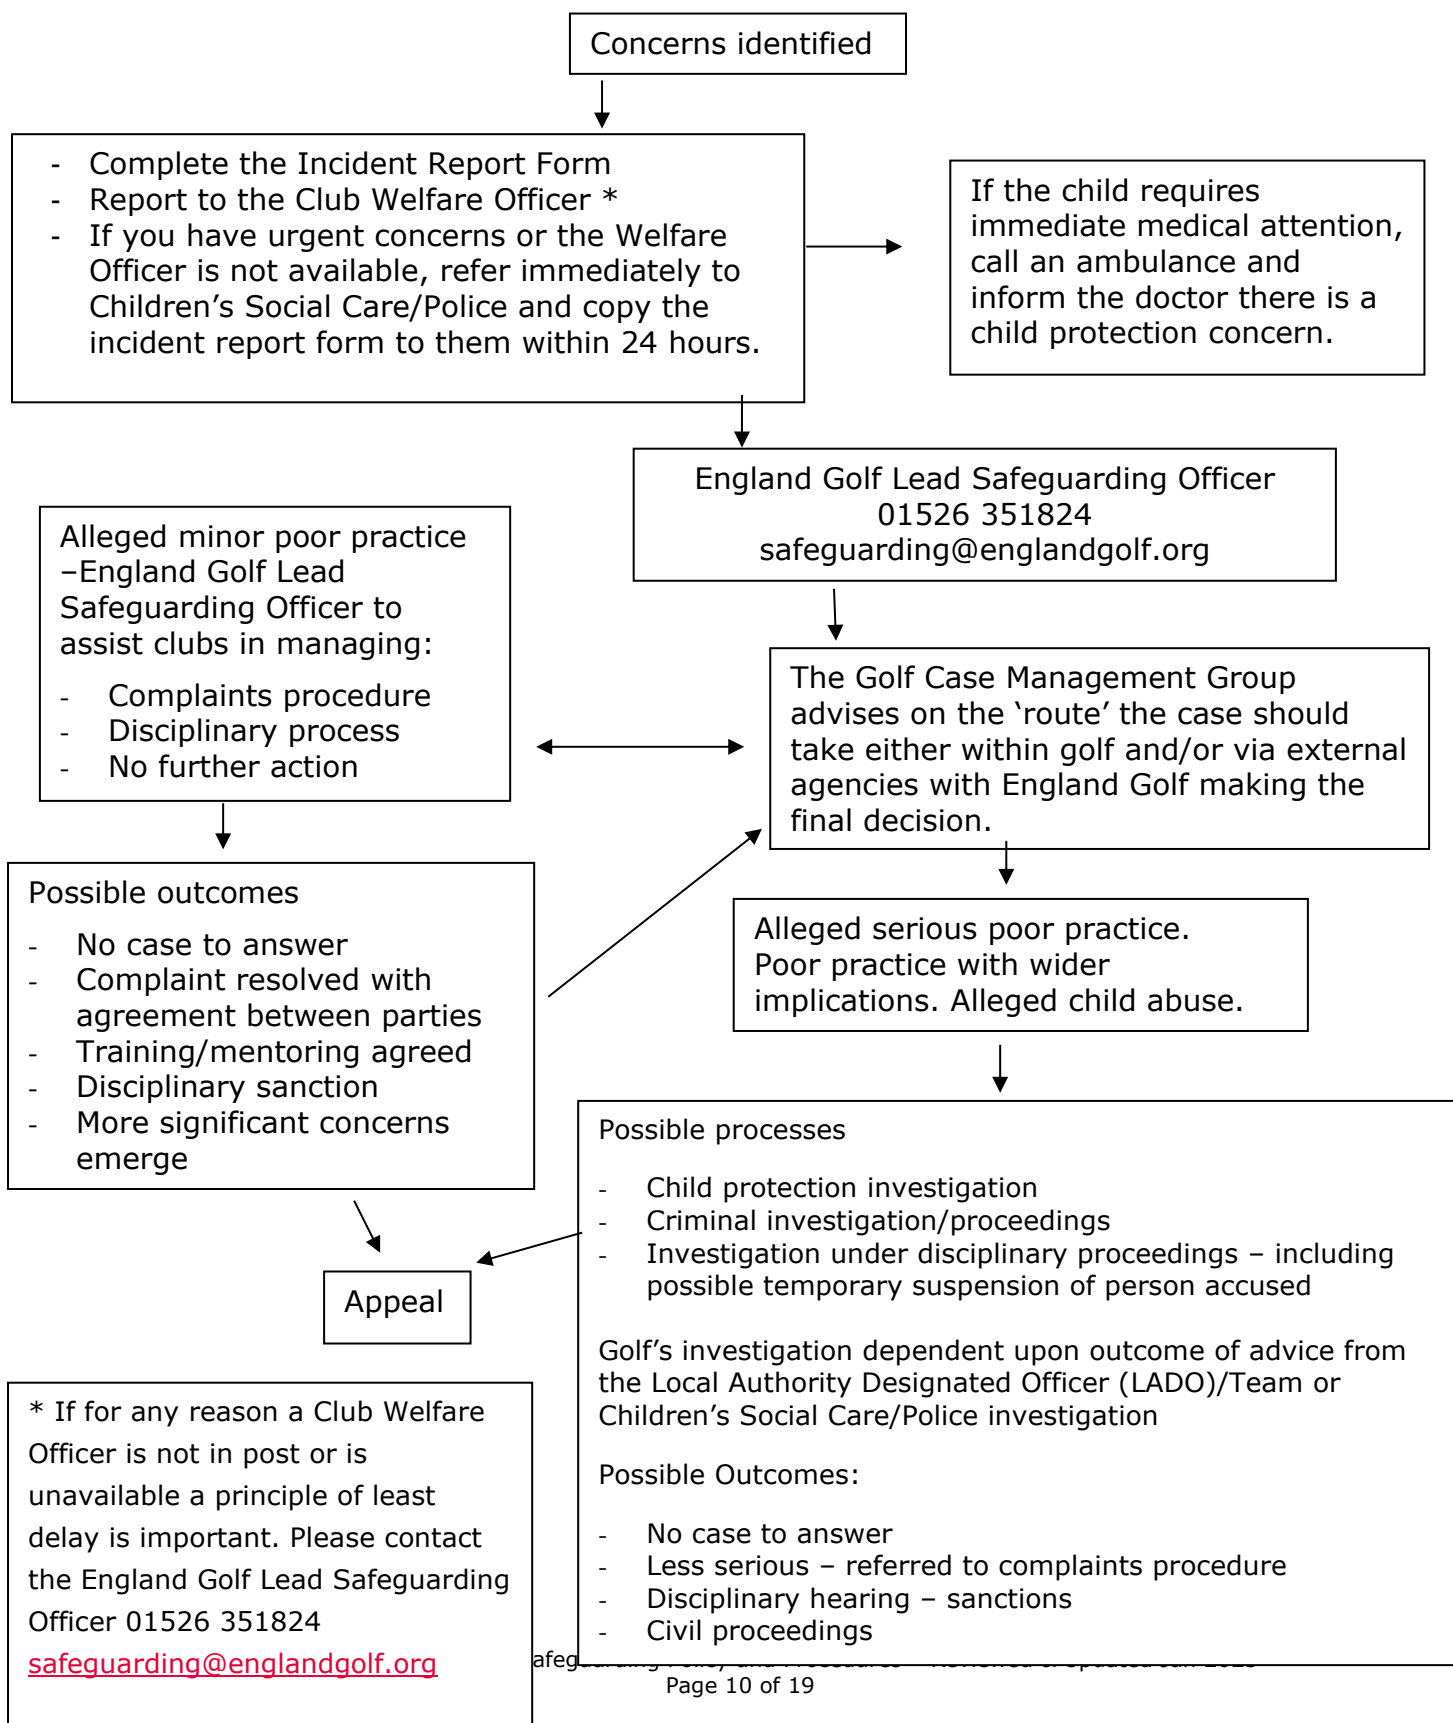 Concerns identified
- Complete the Incident Report Form
- Report to the Club Welfare Officer *
- If you have urgent concerns or the Welfare
Officer is not available, refer immediately to
Children’s Social Care/Police and copy the
incident report form to them within 24 hours.
If the child requires
immediate medical attention,
call an ambulance and
inform the doctor there is a
child protection concern.
England Golf Lead Safeguarding Officer
01526 351824
safeguarding@englandgolf.org
Alleged minor poor practice
–England Golf Lead
Safeguarding Officer to
assist clubs in managing:
- Complaints procedure
- Disciplinary process
- No further action
The Golf Case Management Group
advises on the ‘route’ the case should
take either within golf and/or via external
agencies with England Golf making the
final decision.
Possible outcomes
- No case to answer
- Complaint resolved with
agreement between parties
- Training/mentoring agreed
- Disciplinary sanction
- More significant concerns
emerge
Alleged serious poor practice.
Poor practice with wider
implications. Alleged child abuse.
Possible processes
- Child protection investigation
- Criminal investigation/proceedings
- Investigation under disciplinary proceedings – including
possible temporary suspension of person accused
Golf’s investigation dependent upon outcome of advice from
the Local Authority Designated Officer (LADO)/Team or
Children’s Social Care/Police investigation
Possible Outcomes:
- No case to answer
- Less serious – referred to complaints procedure
- Disciplinary hearing – sanctions
- Civil proceedings
Appeal
* If for any reason a Club Welfare
Officer is not in post or is
unavailable a principle of least
delay is important. Please contact
the England Golf Lead Safeguarding
Officer 01526 351824
safeguarding@englandgolf.org
Page 10 of 19